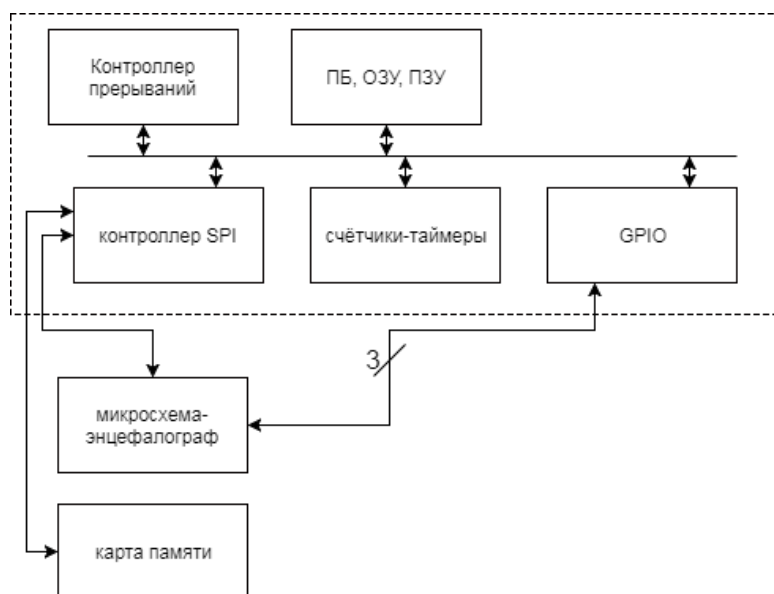 Контроллер
прерываний
ПБ, ОЗУ, ПЗУ
контроллер SPI
счётчики-таймеры
GPIO
3
микросхема-
энцефалограф
карта памяти